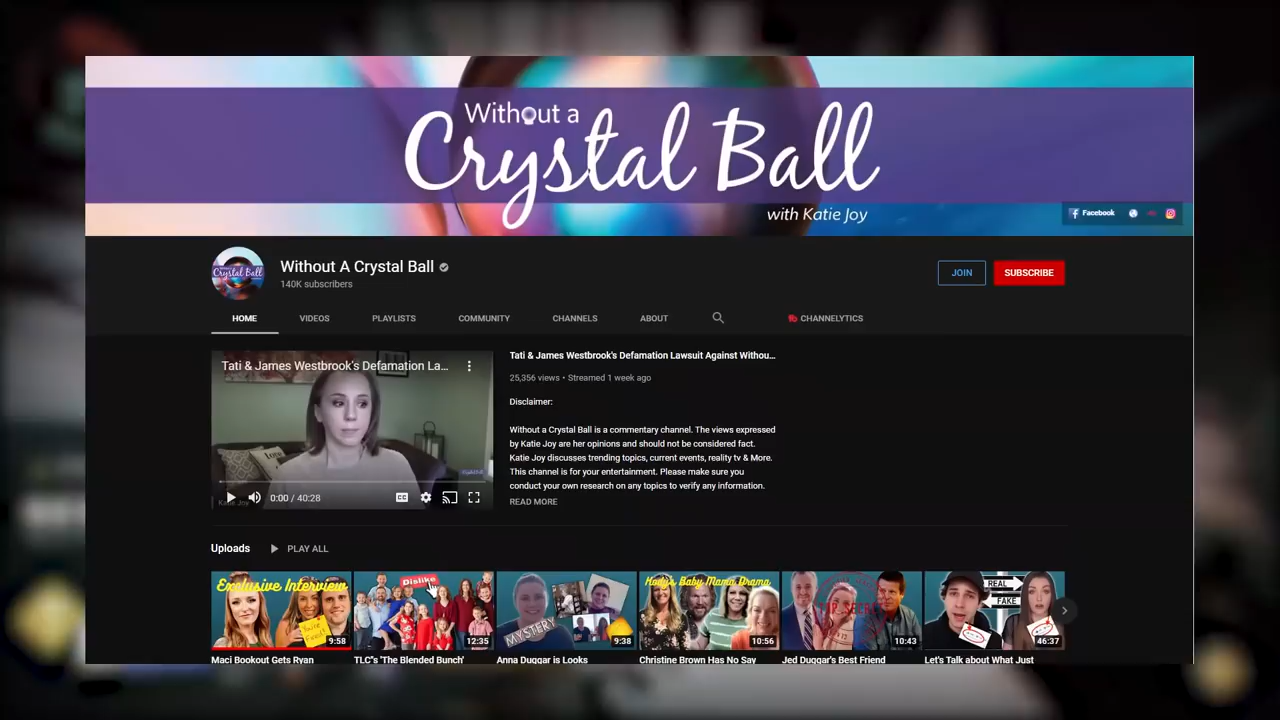 Without a
Crystal Ball
with Katie Joy
Facebook
Crystal Ball
Without A Crystal Ball
140K subscribers
JOIN
SUBSCRIBE
HOME
VIDEOS
PLAYLISTS
COMMUNITY
CHANNELS
ABOUT
CHANNELYTICS
Tati & James Westbrook's Defamation La...
0:00 / 40:28
Tati & James Westbrook's Defamation Lawsuit Against Withou...
25,356 views • Streamed 1 week ago
Disclaimer:
Without a Crystal Ball is a commentary channel. The views expressed
by Katie Joy are her opinions and should not be considered fact.
Katie Joy discusses trending topics, current events, reality tv & More.
This channel is for your entertainment. Please make sure you
conduct your own research on any topics to verify any information.
READ MORE
Uploads
PLAY ALL
Exclusive Interview
9:58
Dislike
12:35
MYSTERY
9:38
Kody's Baby Mama Drama
10:56
TOP SECRET
10:43
REAL
FAKE
46:37
Maci Bookout Gets Ryan
TLC"s 'The Blended Bunch'
Anna Duggar is Looks
Christine Brown Has No Say
Jed Duggar's Best Friend
Let's Talk about What Just